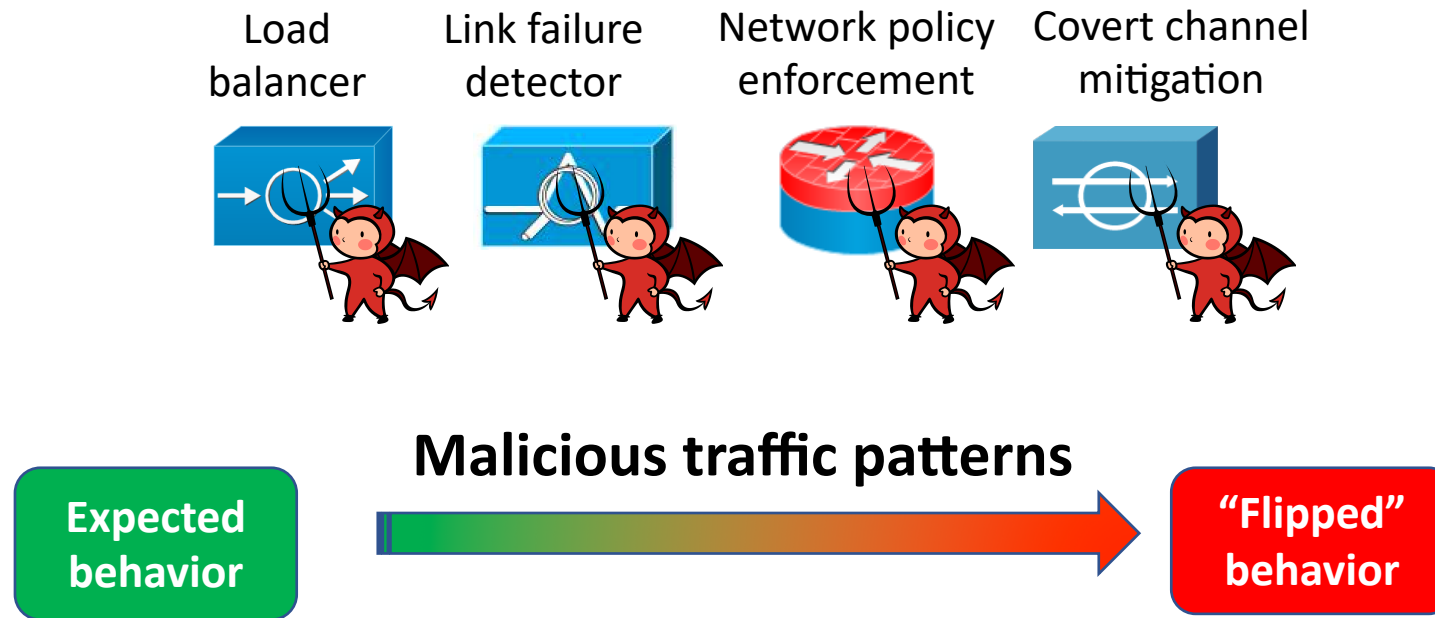 Load
balancer
Link failure
detector
Network policy
enforcement
Covert channel
mitigation
Malicious traffic patterns
Expected
behavior
“Flipped”
behavior